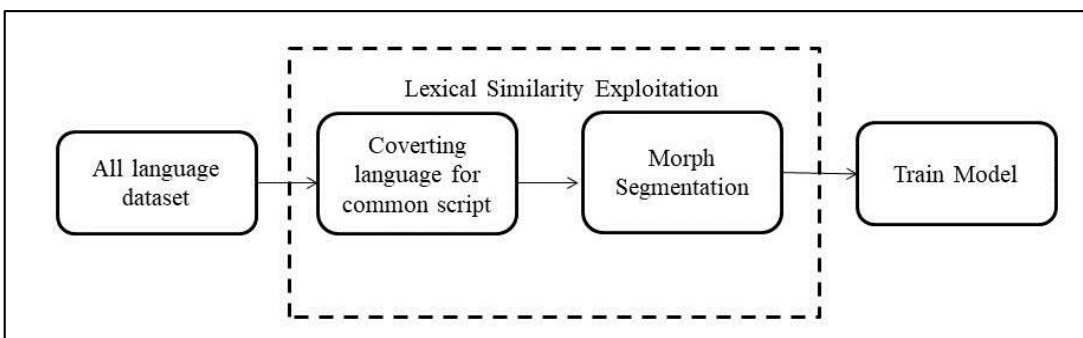 Lexical Similarity Exploitation
All language
dataset
Coverting
language for
common script
Morph
Segmentation
Train Model